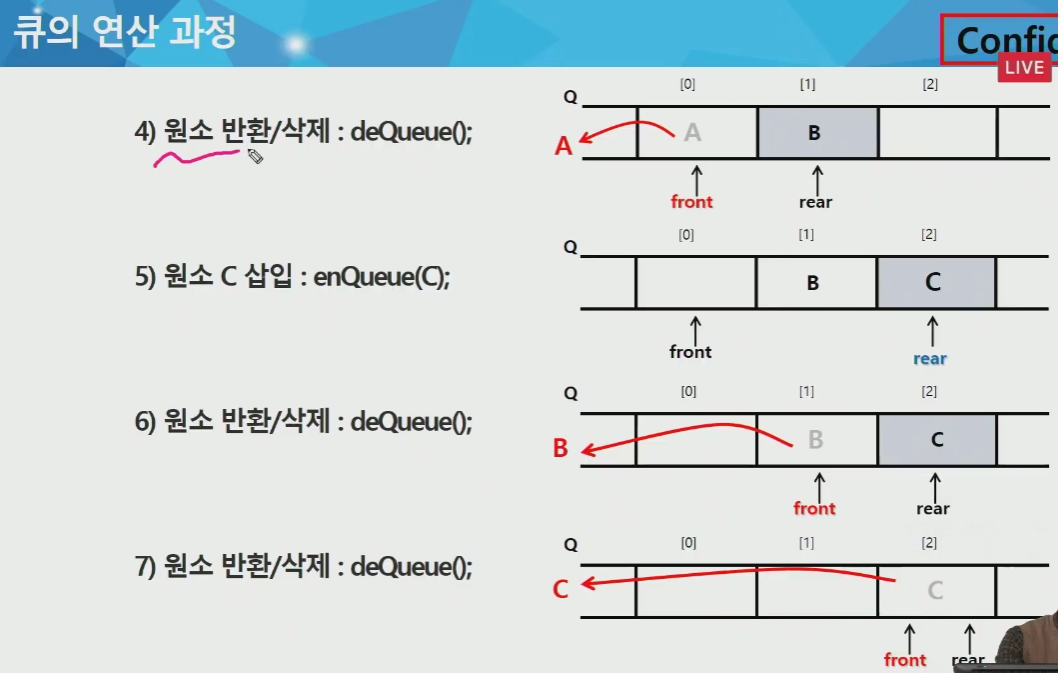 큐의 연산 과정
LIVE
4) 원소 반환/삭제 : deQueue();
Q
[0] [1] [2]
A
A B
front rear
5) 원소 C 삽입 : enQueue(C);
Q
[0] [1] [2]
B C
front rear
6) 원소 반환/삭제 : deQueue();
Q
[0] [1] [2]
B
B C
front rear
7) 원소 반환/삭제 : deQueue();
Q
[0] [1] [2]
C
C
front rear